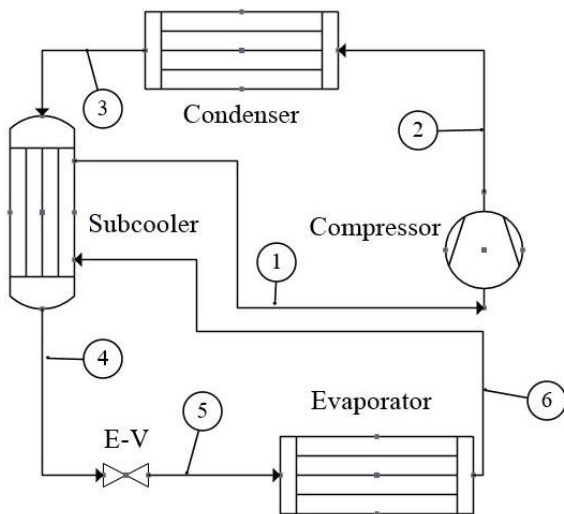 3
Condenser
2
Subcooler
Compressor
1
4
Evaporator
6
5
E-V